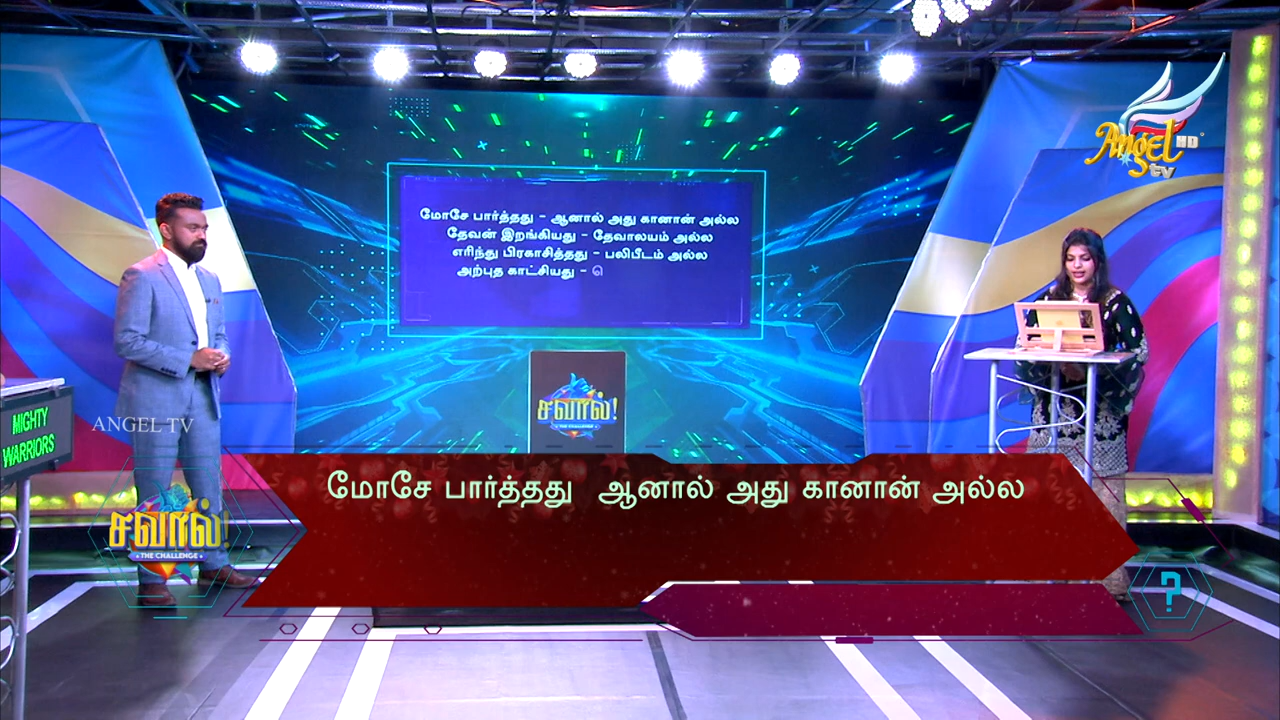 Angel HD
tv
மோசே பார்த்தது - ஆனால் அது கானான் அல்ல
தேவன் இறங்கியது - தேவாலயம் அல்ல
எரிந்து பிரகாசித்தது - பலிபீடம் அல்ல
அற்புத காட்சியது -
சவால்!
THE CHALLENGE
MIGHTY
WARRIORS
ANGEL TV
மோசே பார்த்தது ஆனால் அது கானான் அல்ல
சவால்!
THE CHALLENGE
?